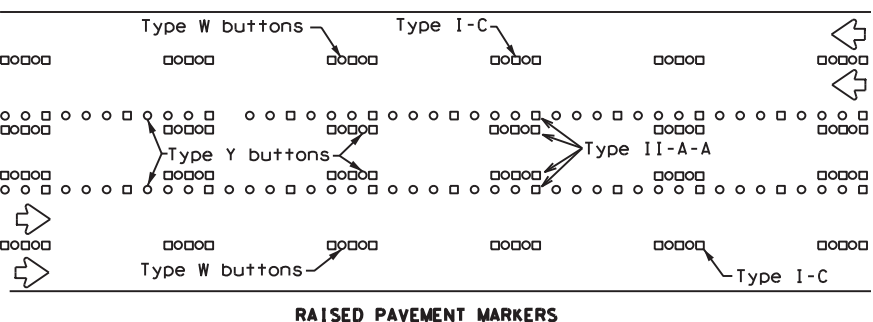 Type W buttons
Type I-C
Type Y buttons
Type II-A-A
Type W buttons
Type I-C
RAISED PAVEMENT MARKERS